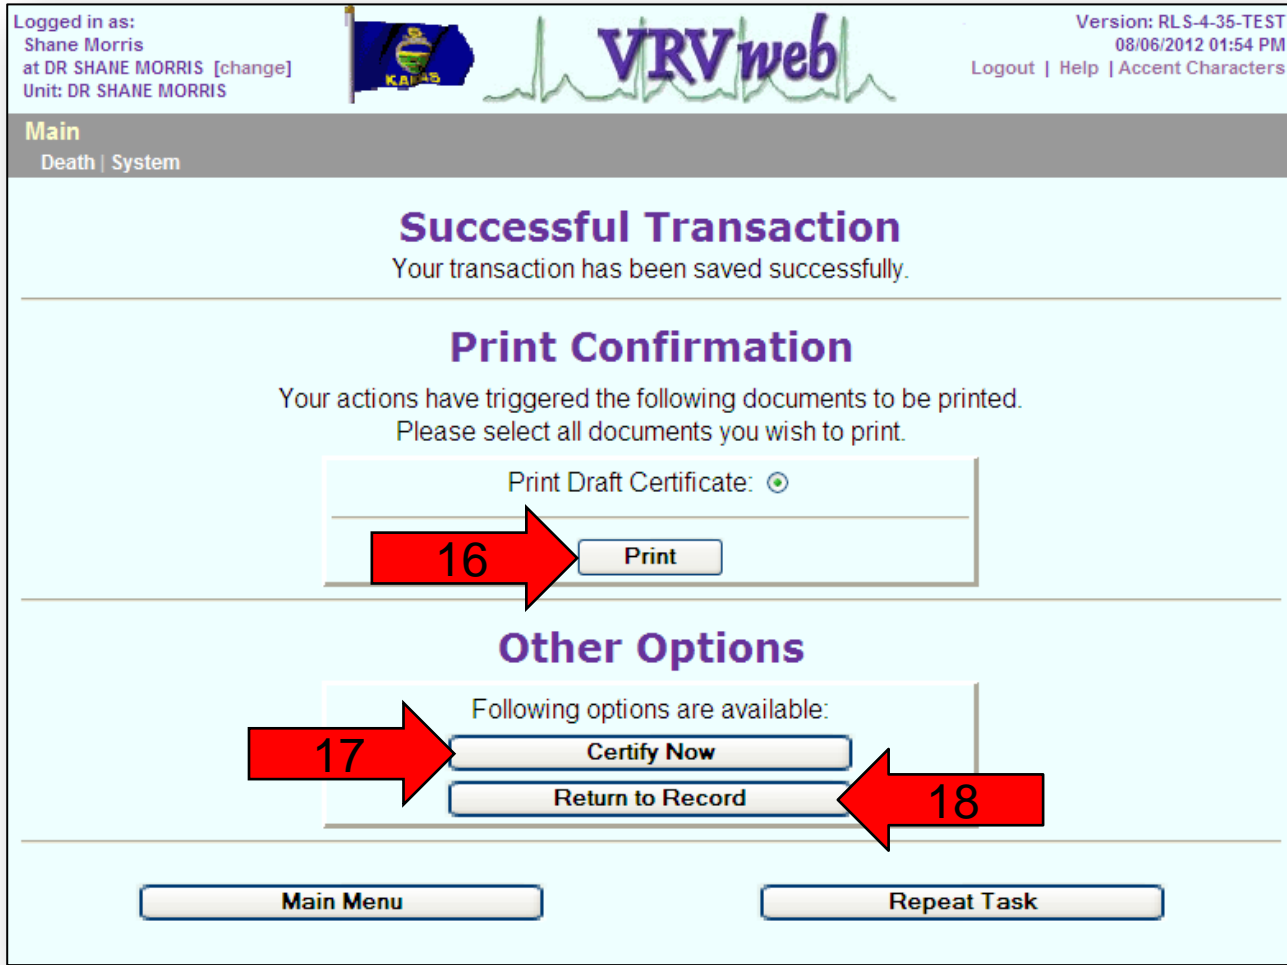 Logged in as:
Shane Morris
at DR SHANE MORRIS [change]
Unit: DR SHANE MORRIS
KANSAS
VRVweb
Version: RLS-4-35-TEST
08/06/2012 01:54 PM
Logout | Help | Accent Characters
Main
Death | System
Successful Transaction
Your transaction has been saved successfully.
Print Confirmation
Your actions have triggered the following documents to be printed.
Please select all documents you wish to print.
Print Draft Certificate:
16
Print
Other Options
Following options are available:
17
Certify Now
Return to Record
18
Main Menu
Repeat Task